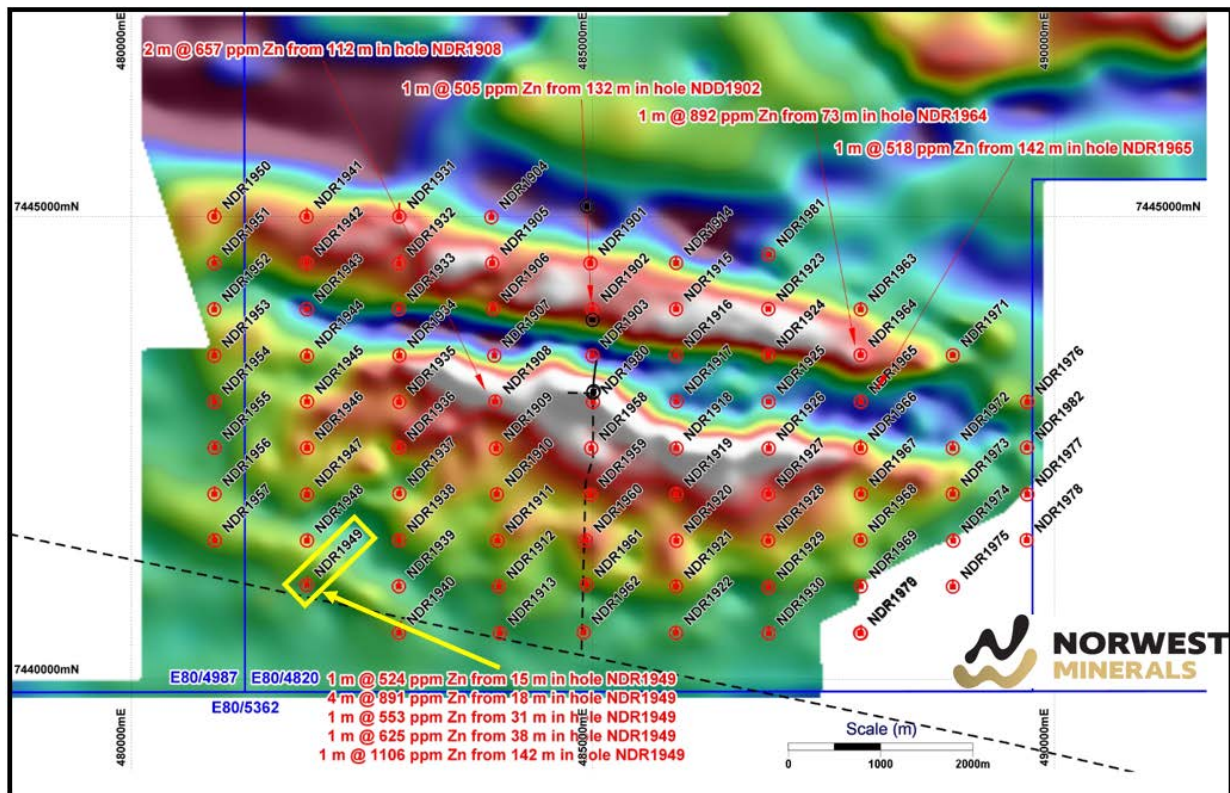 480000mE
485000mE
490000mE
2 m @ 657 ppm Zn from 112 m in hole NDR1908
1 m @ 505 ppm Zn from 132 m in hole NDD1902
1 m @ 892 ppm Zn from 73 m in hole NDR1964
1 m @ 518 ppm Zn from 142 m in hole NDR1965
7445000mN
7445000mN
NDR1950
NDR1941
NDR1931
NDR1904
NDR1951
NDR1942
NDR1932
NDR1905
NDR1901
NDR1914
NDR1981
NDR1952
NDR1943
NDR1933
NDR1906
NDR1902
NDR1915
NDR1923
NDR1963
NDR1953
NDR1944
NDR1934
NDR1907
NDR1903
NDR1916
NDR1924
NDR1964
NDR1971
NDR1954
NDR1945
NDR1935
NDR1908
NDR1980
NDR1917
NDR1925
NDR1965
NDR1976
NDR1955
NDR1946
NDR1936
NDR1909
NDR1958
NDR1918
NDR1926
NDR1966
NDR1972
NDR1982
NDR1956
NDR1947
NDR1937
NDR1910
NDR1959
NDR1919
NDR1927
NDR1967
NDR1973
NDR1977
NDR1957
NDR1948
NDR1938
NDR1911
NDR1960
NDR1920
NDR1928
NDR1968
NDR1974
NDR1978
NDR1949
NDR1939
NDR1912
NDR1961
NDR1921
NDR1929
NDR1969
NDR1975
NDR1940
NDR1913
NDR1962
NDR1922
NDR1930
NORWEST
MINERALS
7440000mN
E80/4987
E80/4820
E80/5362
1 m @ 524 ppm Zn from 15 m in hole NDR1949
4 m @ 891 ppm Zn from 18 m in hole NDR1949
1 m @ 553 ppm Zn from 31 m in hole NDR1949
1 m @ 625 ppm Zn from 38 m in hole NDR1949
1 m @ 1106 ppm Zn from 142 m in hole NDR1949
480000mE
485000mE
490000mE
Scale (m)
0
1000
2000m